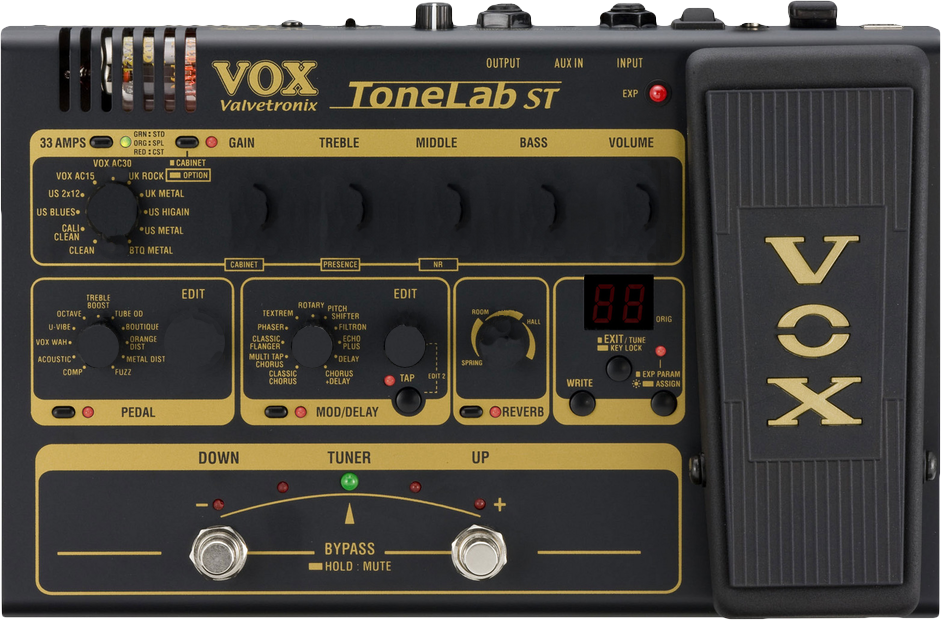 OUTPUT AUX IN INPUT
VOX
Valvetronix
ToneLab ST
EXP
33 AMPS
GRN : STD
ORG : SPL
RED : CST
GAIN TREBLE MIDDLE BASS VOLUME
CABINET
OPTION
VOX AC30
VOX AC15 UK ROCK
US 2x12 UK METAL
US BLUES US HIGAIN
CALI CLEAN US METAL
CLEAN BTQ METAL
CABINET PRESENCE NR
EDIT
TREBLE BOOST
OCTAVE TUBE OD
U-VIBE BOUTIQUE
VOX WAH ORANGE DIST
ACOUSTIC METAL DIST
COMP FUZZ
PEDAL
EDIT
ROTARY
TEXTREM PITCH SHIFTER
PHASER FILTRON
CLASSIC FLANGER ECHO PLUS
MULTI TAP CHORUS DELAY
CLASSIC CHORUS CHORUS +DELAY
TAP
EDIT 2
MOD/DELAY
ROOM HALL
SPRING
REVERB
88
ORIG
EXIT / TUNE
KEY LOCK
EXP PARAM
ASSIGN
WRITE
VOX
DOWN TUNER UP
− +
BYPASS
HOLD : MUTE